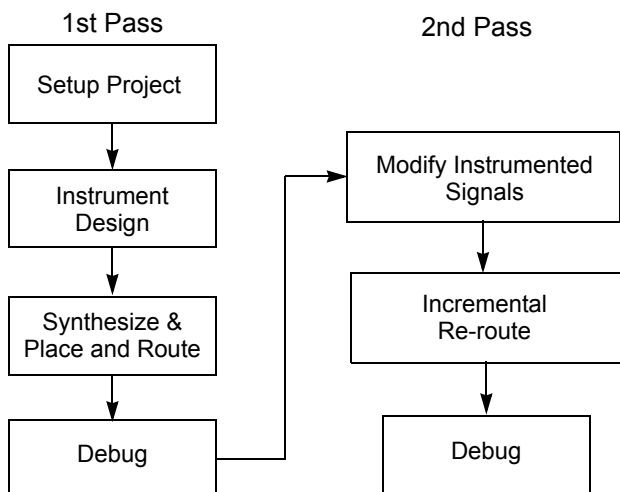 1st Pass
Setup Project
Instrument
Design
Synthesize &
Place and Route
Debug
2nd Pass
Modify Instrumented
Signals
Incremental
Re-route
Debug